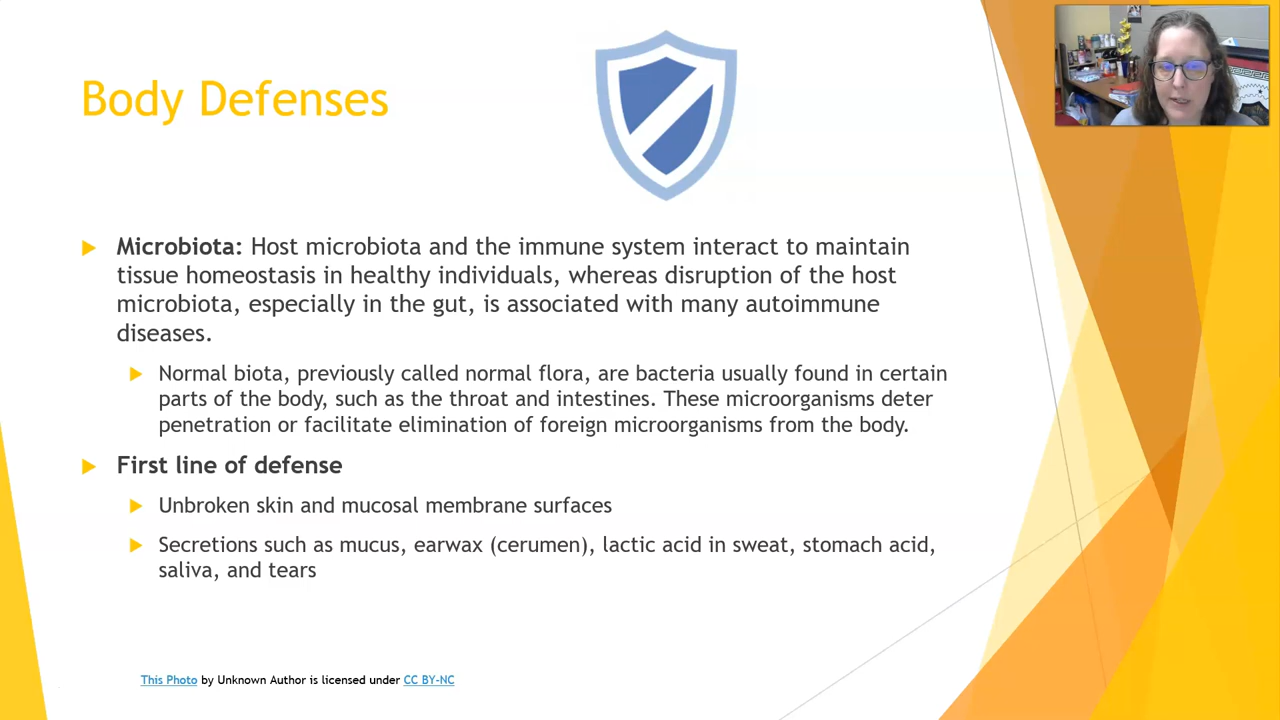 Body Defenses
Microbiota: Host microbiota and the immune system interact to maintain
tissue homeostasis in healthy individuals, whereas disruption of the host
microbiota, especially in the gut, is associated with many autoimmune
diseases.
Normal biota, previously called normal flora, are bacteria usually found in certain
parts of the body, such as the throat and intestines. These microorganisms deter
penetration or facilitate elimination of foreign microorganisms from the body.
First line of defense
Unbroken skin and mucosal membrane surfaces
Secretions such as mucus, earwax (cerumen), lactic acid in sweat, stomach acid,
saliva, and tears
This Photo by Unknown Author is licensed under CC BY-NC